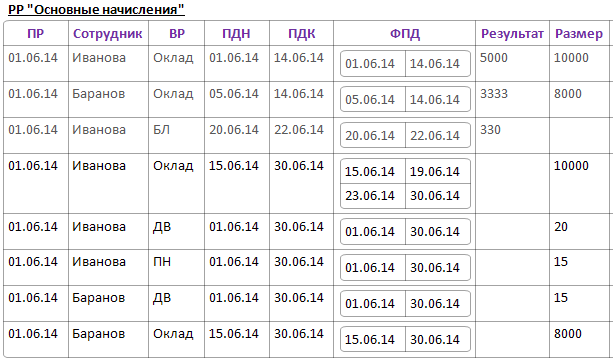 РР "Основные начисления"
ПР Сотрудник ВР ПДН ПДК ФПД Результат Размер
01.06.14 Иванова Оклад 01.06.14 14.06.14 01.06.14 14.06.14 5000 10000
01.06.14 Баранов Оклад 05.06.14 14.06.14 05.06.14 14.06.14 3333 8000
01.06.14 Иванова БЛ 20.06.14 22.06.14 20.06.14 22.06.14 330
01.06.14 Иванова Оклад 15.06.14 30.06.14 15.06.14 19.06.14 10000
23.06.14 30.06.14
01.06.14 Иванова ДВ 01.06.14 30.06.14 01.06.14 30.06.14 20
01.06.14 Иванова ПН 01.06.14 30.06.14 01.06.14 30.06.14 15
01.06.14 Баранов ДВ 01.06.14 30.06.14 01.06.14 30.06.14 15
01.06.14 Баранов Оклад 15.06.14 30.06.14 15.06.14 30.06.14 8000